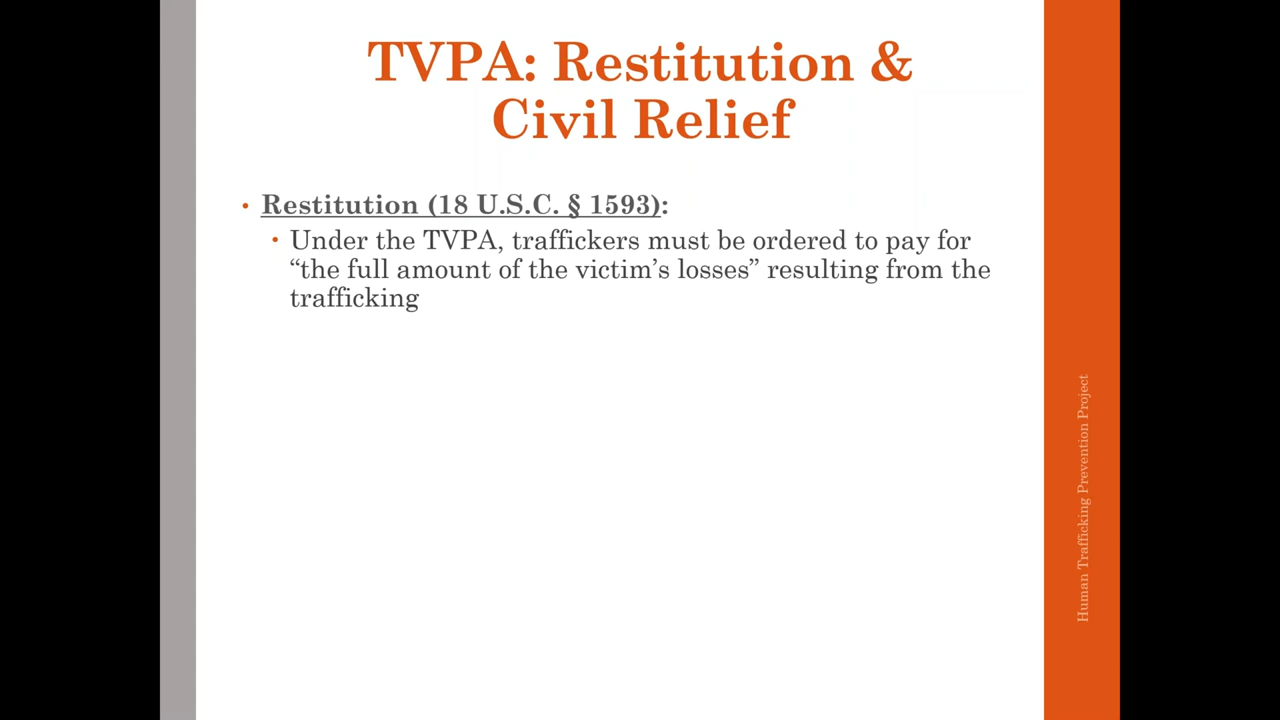 TVPA: Restitution &
Civil Relief
• Restitution (18 U.S.C. § 1593):
• Under the TVPA, traffickers must be ordered to pay for
“the full amount of the victim’s losses” resulting from the
trafficking
Human Trafficking Prevention Project